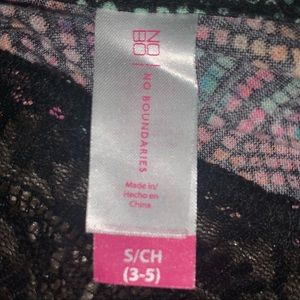 NO
BO
NO BOUNDARIES
Made in/
Hecho en
China
S/CH
(3-5)